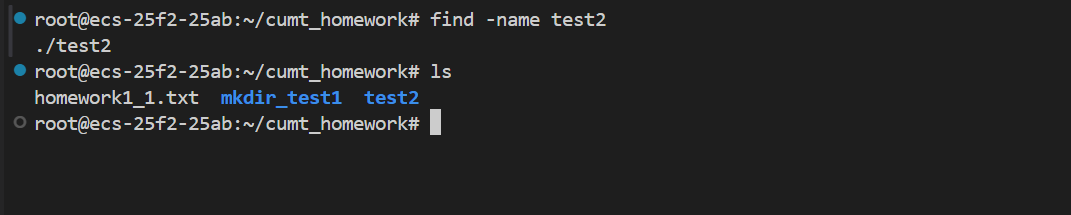 root@ecs-25f2-25ab:~/cumt_homework# find -name test2
./test2
root@ecs-25f2-25ab:~/cumt_homework# ls
homework1_1.txt  mkdir_test1  test2
root@ecs-25f2-25ab:~/cumt_homework#